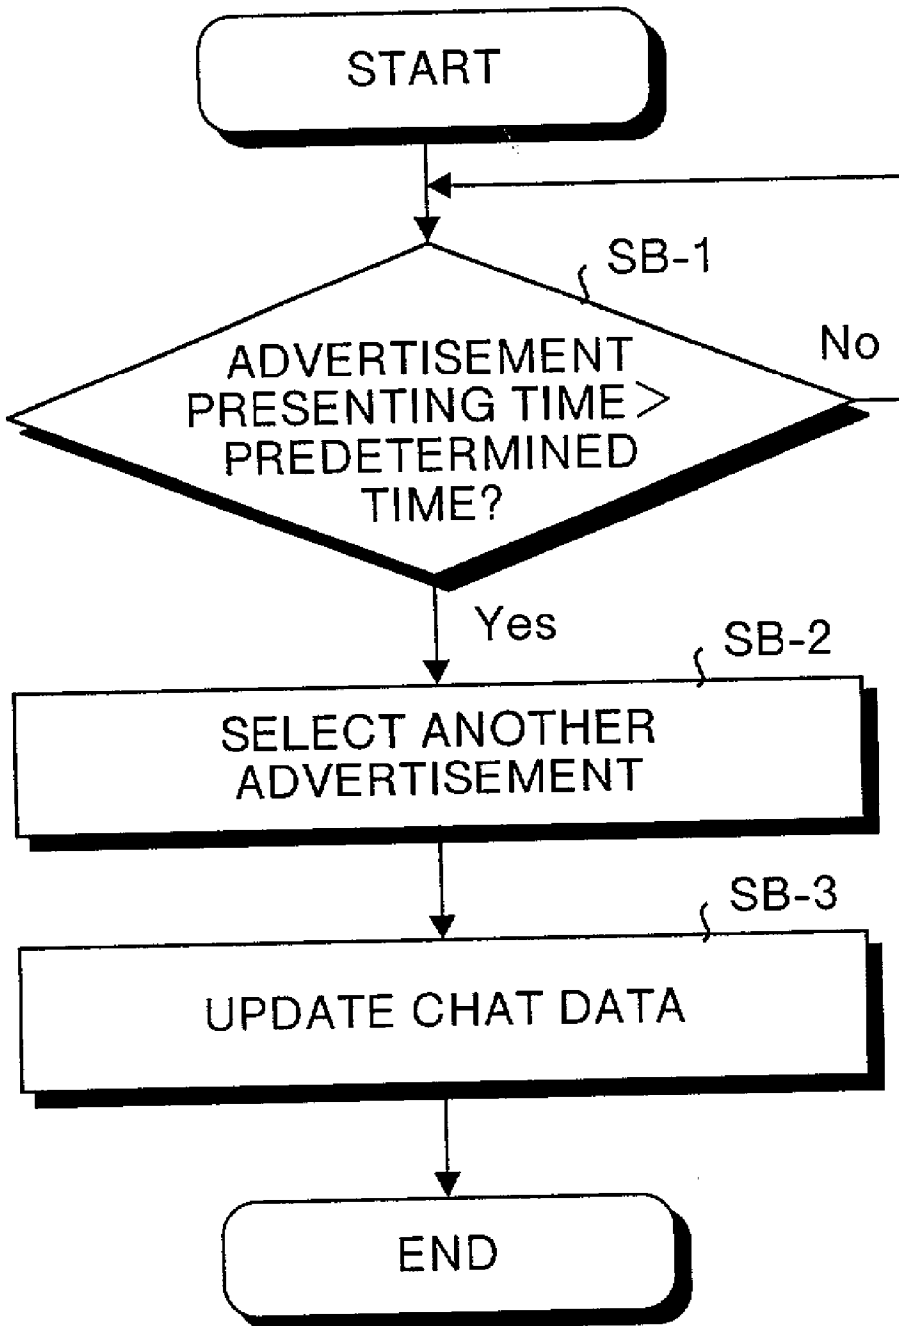 START
SB-1
No
ADVERTISEMENT
PRESENTING TIME >
PREDETERMINED
TIME?
Yes
SB-2
SELECT ANOTHER
ADVERTISEMENT
SB-3
UPDATE CHAT DATA
END